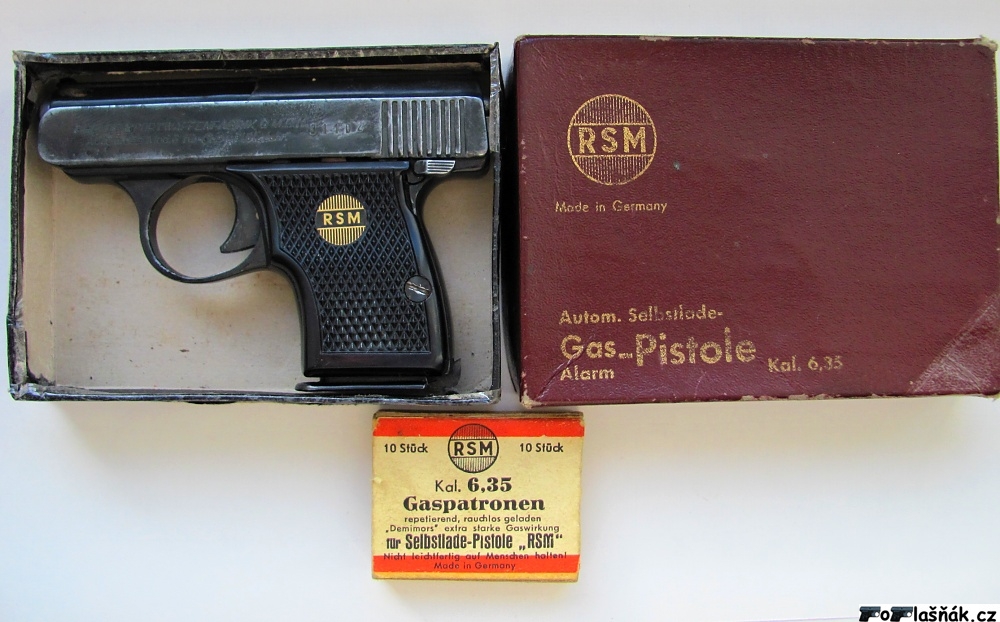 RSM
RSM
Made in Germany
Autom. Selbstlade-
Gas- Pistole
Alarm
Kal. 6,35
10 Stück RSM 10 Stück
Kal. 6,35
Gaspatronen
repetierend, rauchlos geladen
„Demimors" extra starke Gaswirkung
für Selbstlade-Pistole „RSM“
Nicht leichtfertig auf Menschen halten!
Made in Germany
FoFlašňák.cz